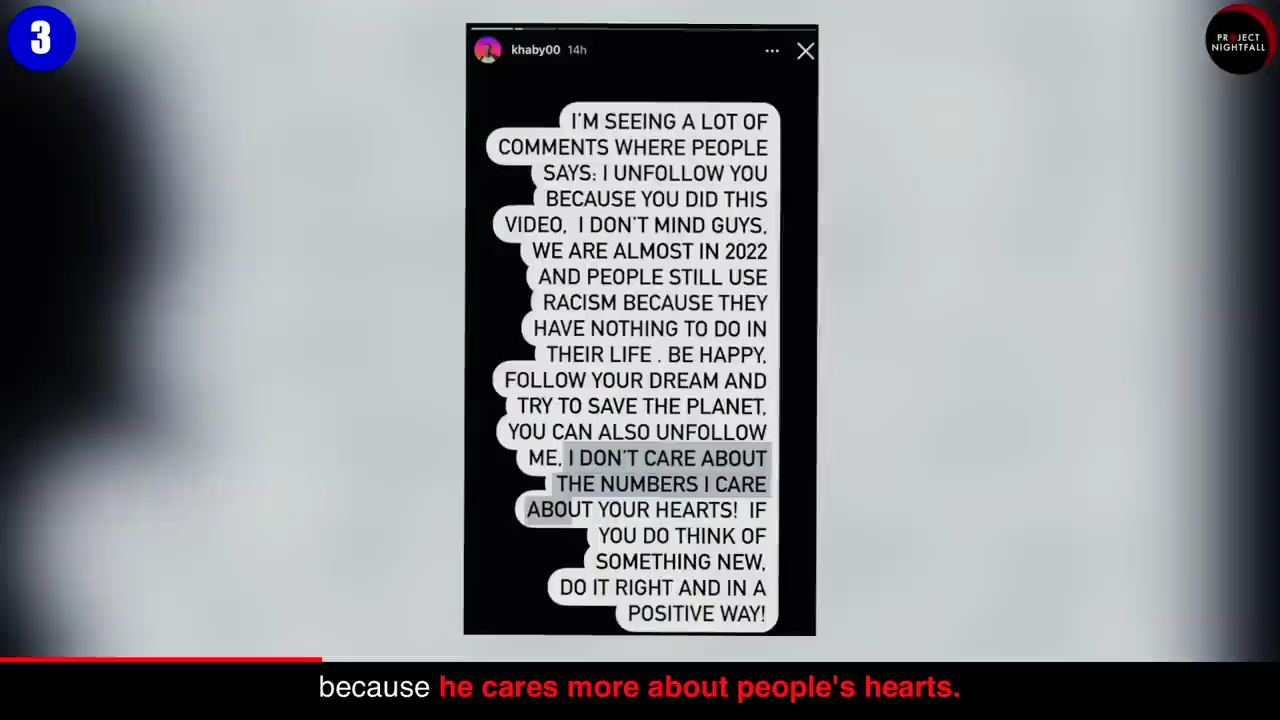 3
PROJECT
NIGHTFALL
khaby00 14h
I'M SEEING A LOT OF
COMMENTS WHERE PEOPLE
SAYS: I UNFOLLOW YOU
BECAUSE YOU DID THIS
VIDEO, I DON'T MIND GUYS,
WE ARE ALMOST IN 2022
AND PEOPLE STILL USE
RACISM BECAUSE THEY
HAVE NOTHING TO DO IN
THEIR LIFE . BE HAPPY,
FOLLOW YOUR DREAM AND
TRY TO SAVE THE PLANET,
YOU CAN ALSO UNFOLLOW
ME, I DON'T CARE ABOUT
THE NUMBERS I CARE
ABOUT YOUR HEARTS! IF
YOU DO THINK OF
SOMETHING NEW,
DO IT RIGHT AND IN A
POSITIVE WAY!
because he cares more about people's hearts.